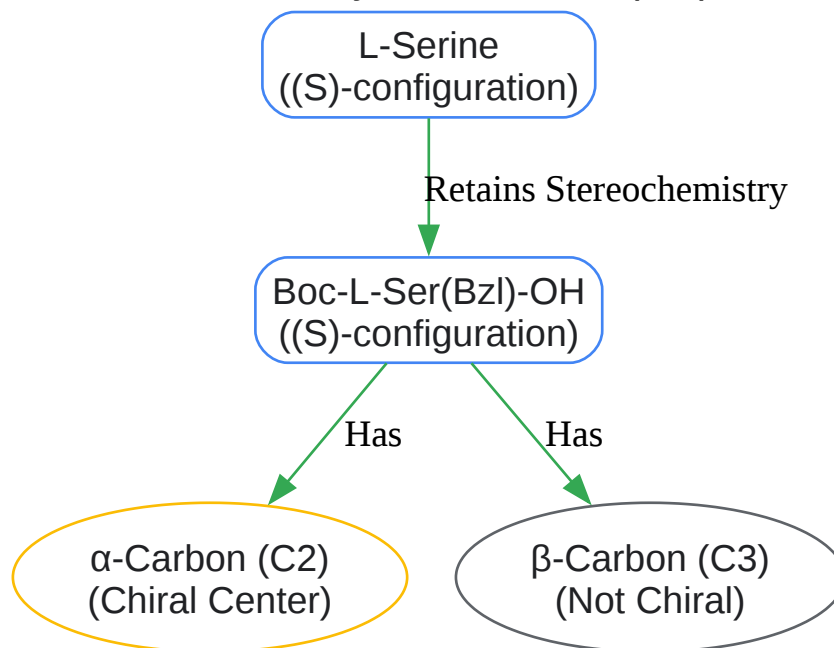 L-Serine
((S)-configuration)
Retains Stereochemistry
Boc-L-Ser(Bzl)-OH
((S)-configuration)
Has
Has
α-Carbon (C2)
(Chiral Center)
β-Carbon (C3)
(Not Chiral)